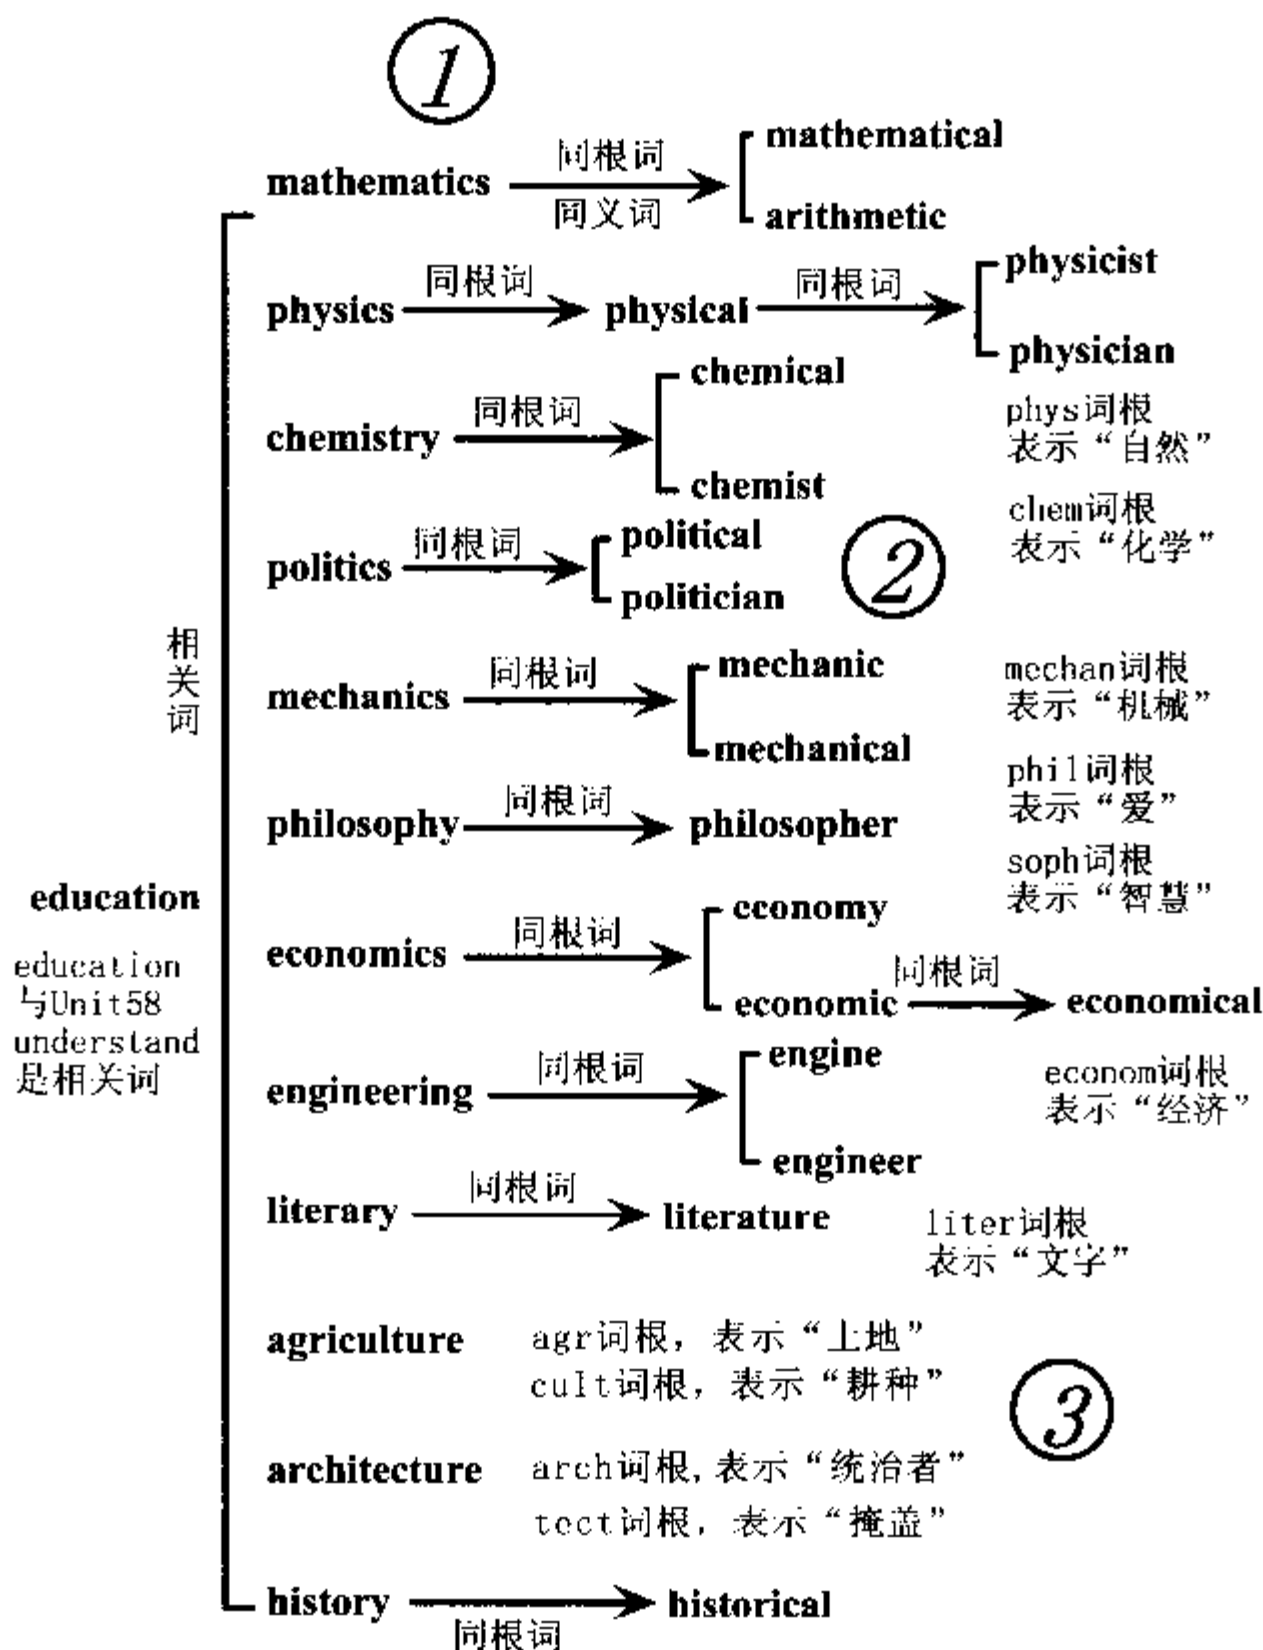 1
mathematics
同根词
同义词
mathematical
arithmetic
physics
同根词
physical
同根词
physicist
physician
phys词根
表示“自然”
chemistry
同根词
chemical
chemist
chem词根
表示“化学”
politics
同根词
political
politician
2
相关词
mechanics
同根词
mechanic
mechanical
mechan词根
表示“机械”
philosophy
同根词
philosopher
phil词根
表示“爱”
soph词根
表示“智慧”
education
education
与Unit58
understand
是相关词
economics
同根词
economy
economic
同根词
economical
econom词根
表示“经济”
engineering
同根词
engine
engineer
literary
同根词
literature
liter词根
表示“文字”
agriculture
agr词根，表示“土地”
cult词根，表示“耕种”
3
architecture
arch词根,表示“统治者”
tect词根，表示“掩盖”
history
同根词
historical